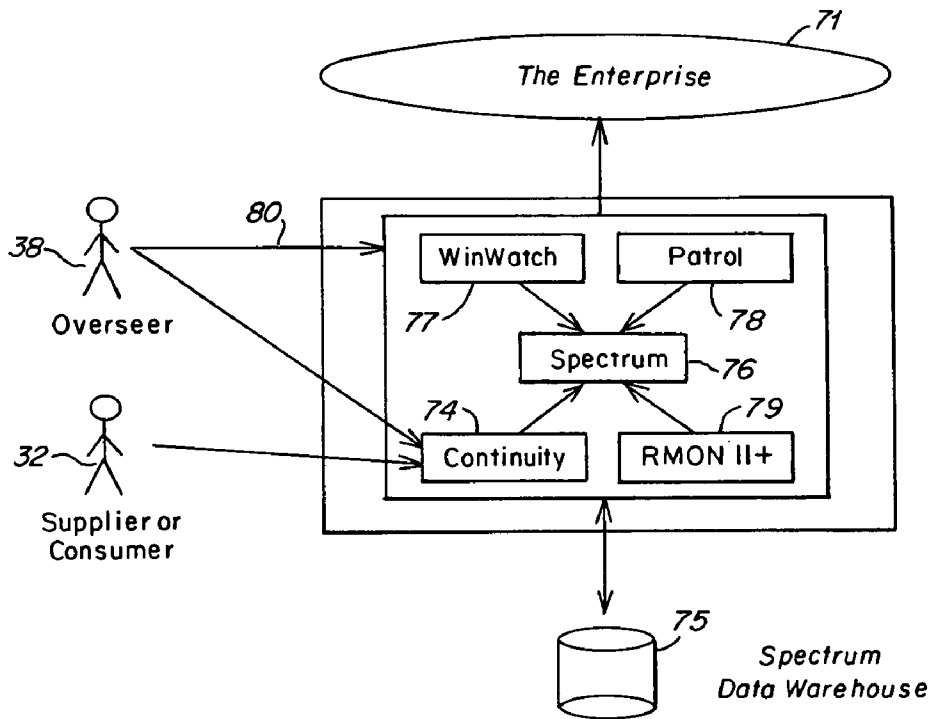 71
The Enterprise
80
38
Overseer
WinWatch
Patrol
77
78
Spectrum
76
74
79
32
Continuity
RMON II+
Supplier or
Consumer
75
Spectrum
Data Warehouse